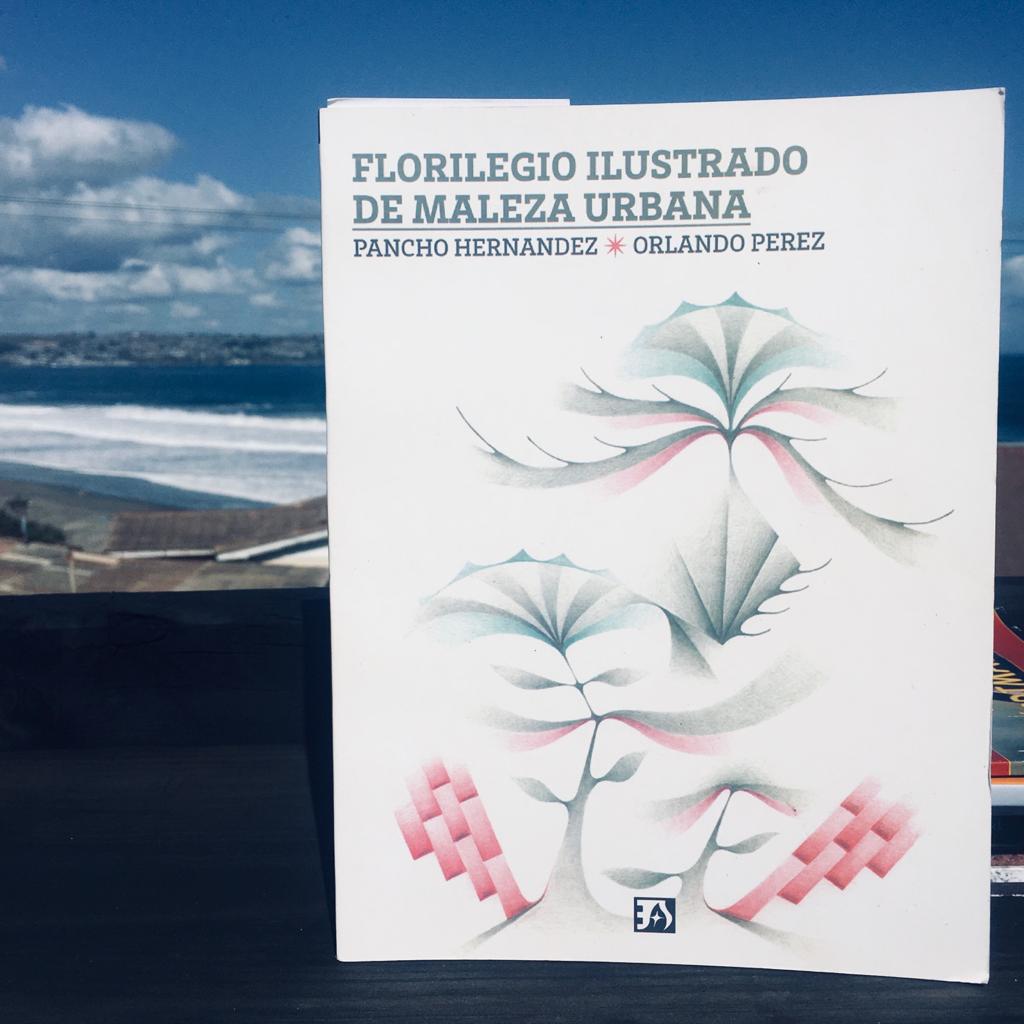 FLORILEGIO ILUSTRADO
DE MALEZA URBANA
PANCHO HERNANDEZ ✴ ORLANDO PEREZ